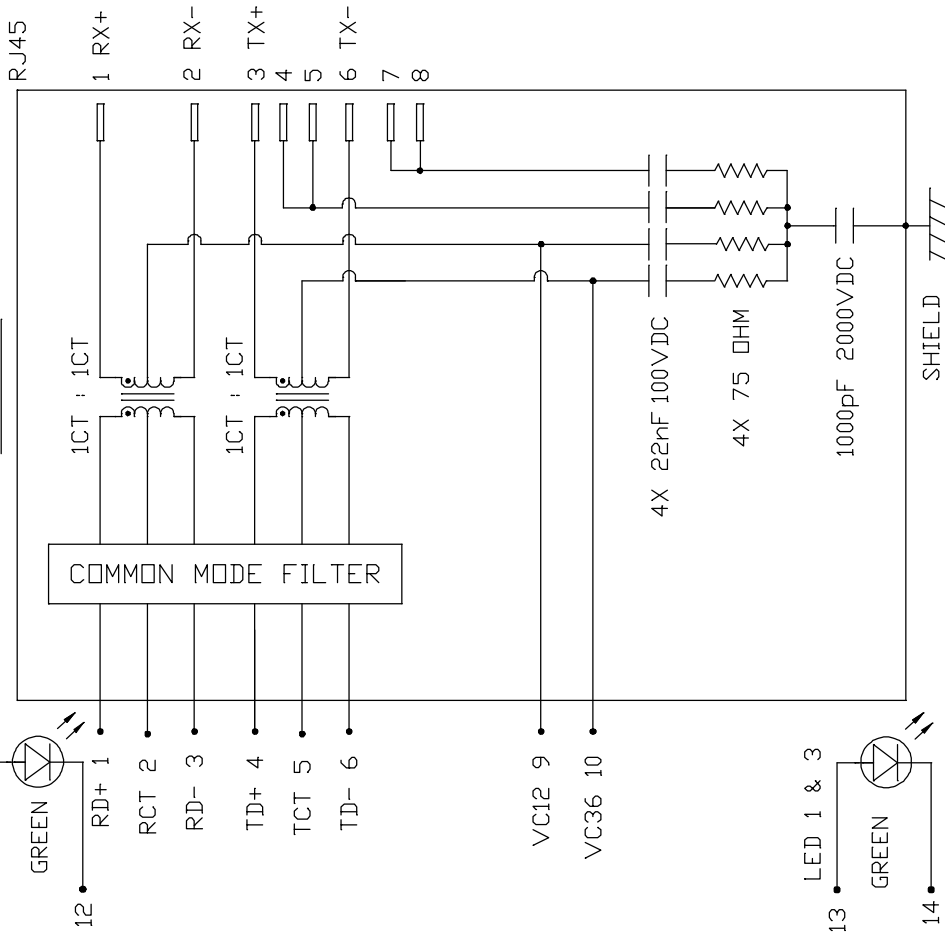 RJ45
1 RX+
2 RX-
3 TX+
4
5
6 TX-
7
8
1CT : 1CT
1CT : 1CT
4X 22nF 100VDC
4X 75 OHM
1000pF 2000VDC
SHIELD
COMMON MODE FILTER
RD+ 1
RCT 2
RD- 3
TD+ 4
TCT 5
TD- 6
VC12 9
VC36 10
GREEN
12
LED 1 & 3
GREEN
13
14